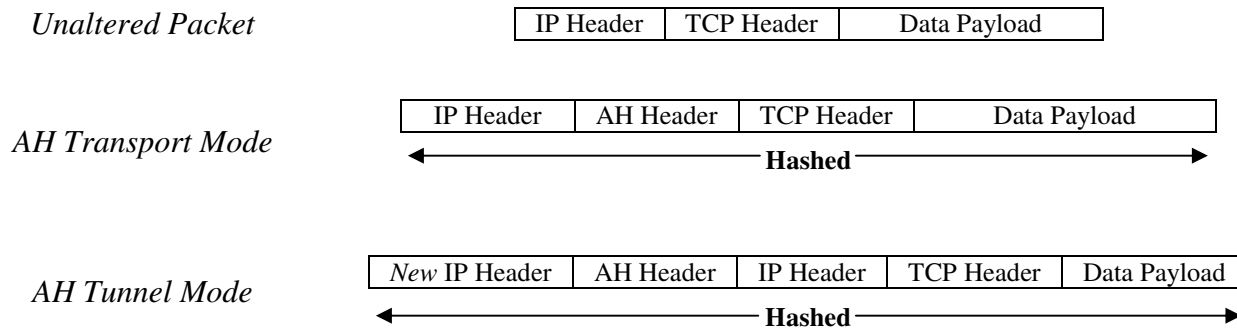 Unaltered Packet
IP Header TCP Header Data Payload
AH Transport Mode
IP Header AH Header TCP Header Data Payload
Hashed
AH Tunnel Mode
New IP Header AH Header IP Header TCP Header Data Payload
Hashed